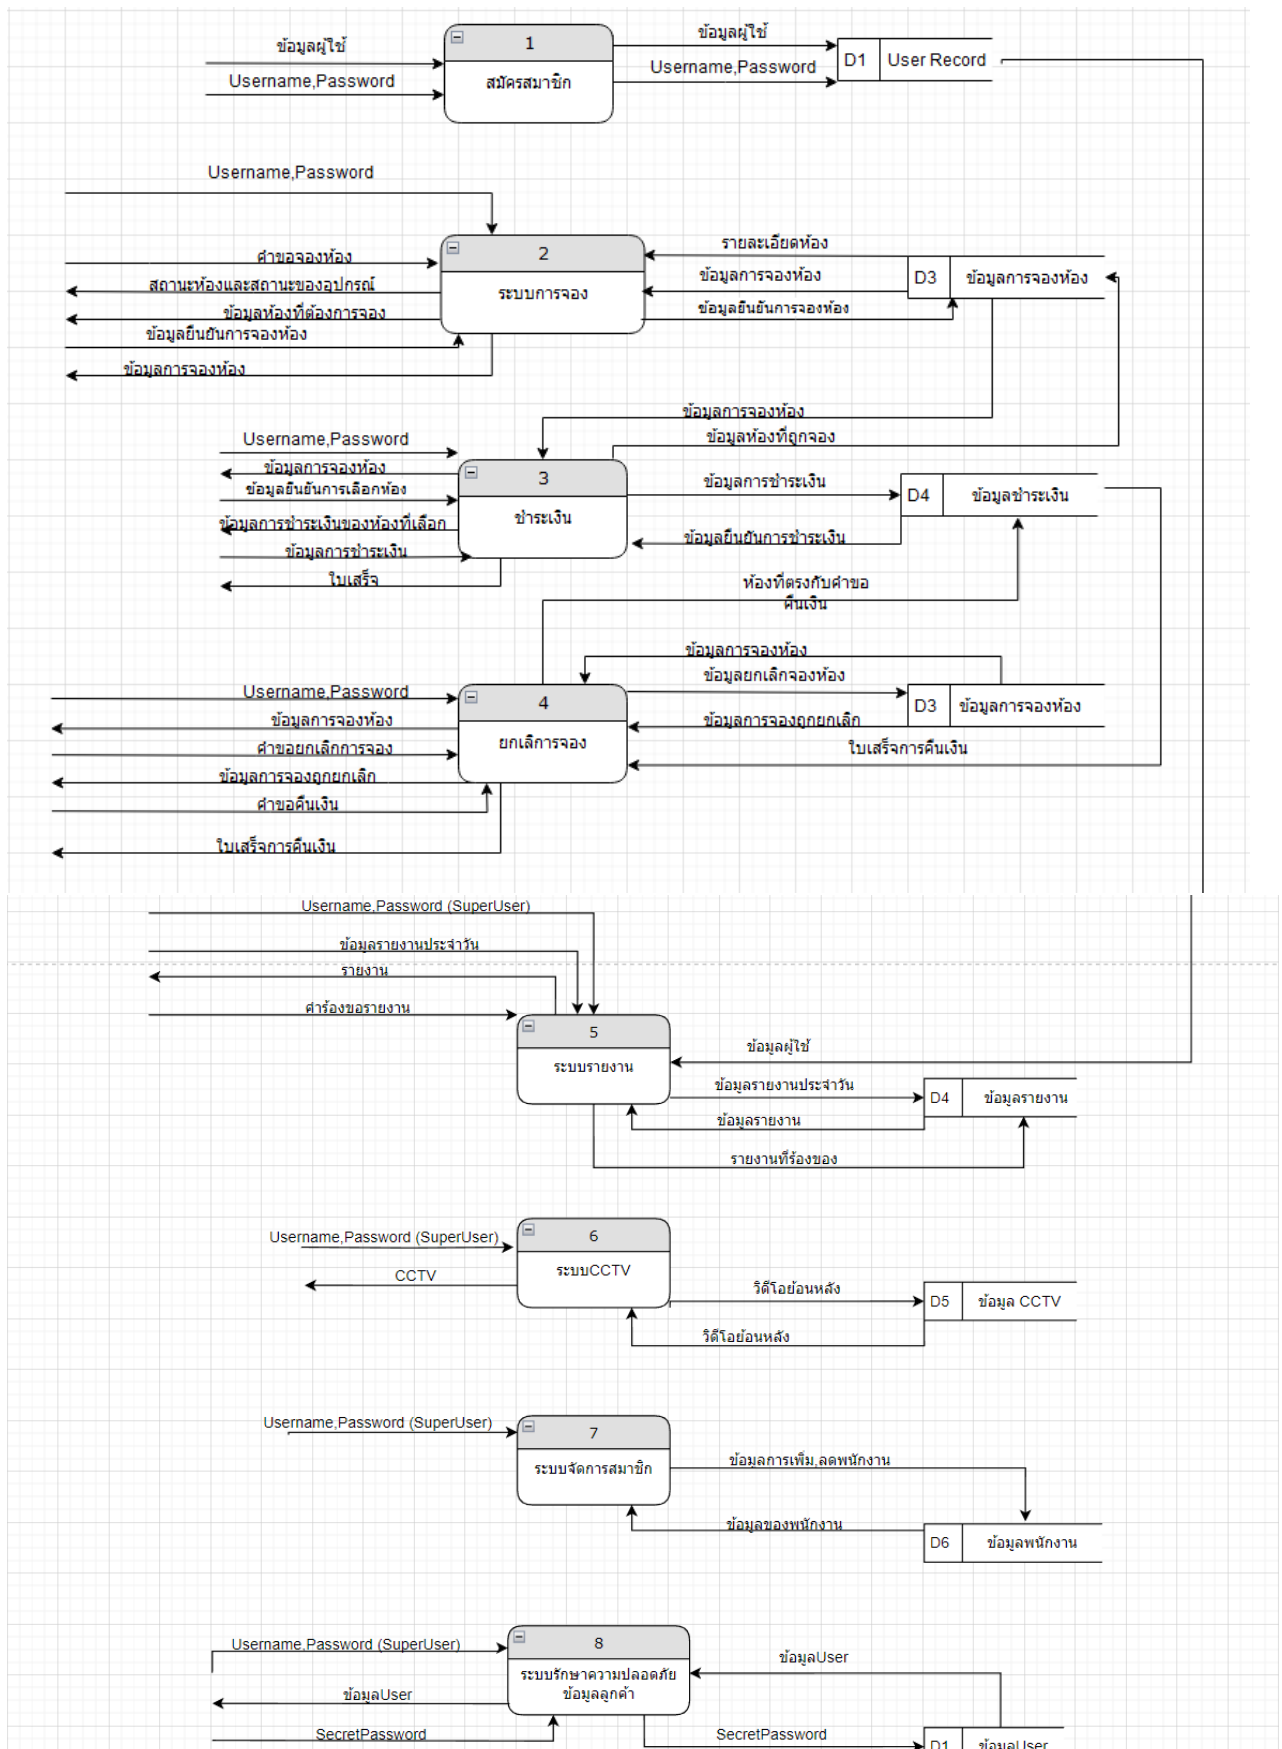 ข้อมูลผู้ใช้
Username,Password
1
สมัครสมาชิก
ข้อมูลผู้ใช้
Username,Password
D1
User Record
Username,Password
คำขอจองห้อง
สถานะห้องและสถานะของอุปกรณ์
ข้อมูลห้องที่ต้องการจอง
ข้อมูลยืนยันการจองห้อง
ข้อมูลการจองห้อง
2
ระบบการจอง
รายละเอียดห้อง
ข้อมูลการจองห้อง
ข้อมูลยืนยันการจองห้อง
D3
ข้อมูลการจองห้อง
ข้อมูลการจองห้อง
ข้อมูลห้องที่ถูกจอง
Username,Password
ข้อมูลการจองห้อง
ข้อมูลยืนยันการเลือกห้อง
ข้อมูลการชำระเงินของห้องที่เลือก
ข้อมูลการชำระเงิน
ใบเสร็จ
3
ชำระเงิน
ข้อมูลการชำระเงิน
ข้อมูลยืนยันการชำระเงิน
D4
ข้อมูลชำระเงิน
ห้องที่ตรงกับคำขอ
คืนเงิน
ข้อมูลการจองห้อง
ข้อมูลยกเลิกจองห้อง
ข้อมูลการจองถูกยกเลิก
ใบเสร็จการคืนเงิน
D3
ข้อมูลการจองห้อง
Username,Password
ข้อมูลการจองห้อง
คำขอยกเลิกการจอง
ข้อมูลการจองถูกยกเลิก
คำขอคืนเงิน
ใบเสร็จการคืนเงิน
4
ยกเลิการจอง
Username,Password (SuperUser)
ข้อมูลรายงานประจำวัน
รายงาน
คำร้องขอรายงาน
5
ระบบรายงาน
ข้อมูลผู้ใช้
ข้อมูลรายงานประจำวัน
ข้อมูลรายงาน
รายงานที่ร้องของ
D4
ข้อมูลรายงาน
Username,Password (SuperUser)
CCTV
6
ระบบCCTV
วิดีโอย้อนหลัง
วิดีโอย้อนหลัง
D5
ข้อมูล CCTV
Username,Password (SuperUser)
7
ระบบจัดการสมาชิก
ข้อมูลการเพิ่ม,ลดพนักงาน
ข้อมูลของพนักงาน
D6
ข้อมูลพนักงาน
Username,Password (SuperUser)
ข้อมูลUser
SecretPassword
8
ระบบรักษาความปลอดภัย
ข้อมูลลูกค้า
ข้อมูลUser
SecretPassword
D1
ข้อมูลUser